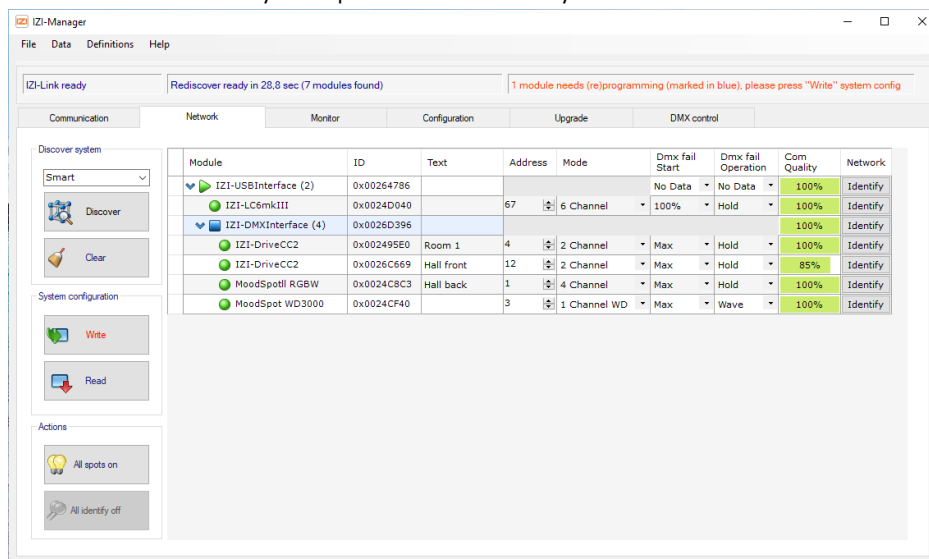 IZI IZI-Manager
File Data Definitions Help
IZI-Link ready Rediscover ready in 28,8 sec (7 modules found) 1 module needs (re)programming (marked in blue), please press "Write" system config
Communication Network Monitor Configuration Upgrade DMX control
Discover system
Smart
Discover
Clear
System configuration
Write
Read
Actions
All spots on
All identify off
Module ID Text Address Mode Dmx fail Start Dmx fail Operation Com Quality Network
IZI-USBInterface (2) 0x00264786 No Data No Data 100% Identify
IZI-LC6mkIII 0x0024D040 67 6 Channel 100% Hold 100% Identify
IZI-DMXInterface (4) 0x0026D396 100% Identify
IZI-DriveCC2 0x002495E0 Room 1 4 2 Channel Max Hold 100% Identify
IZI-DriveCC2 0x0026C669 Hall front 12 2 Channel Max Hold 85% Identify
MoodSpotII RGBW 0x0024C8C3 Hall back 1 4 Channel Max Hold 100% Identify
MoodSpot WD3000 0x0024CF40 3 1 Channel WD Max Wave 100% Identify